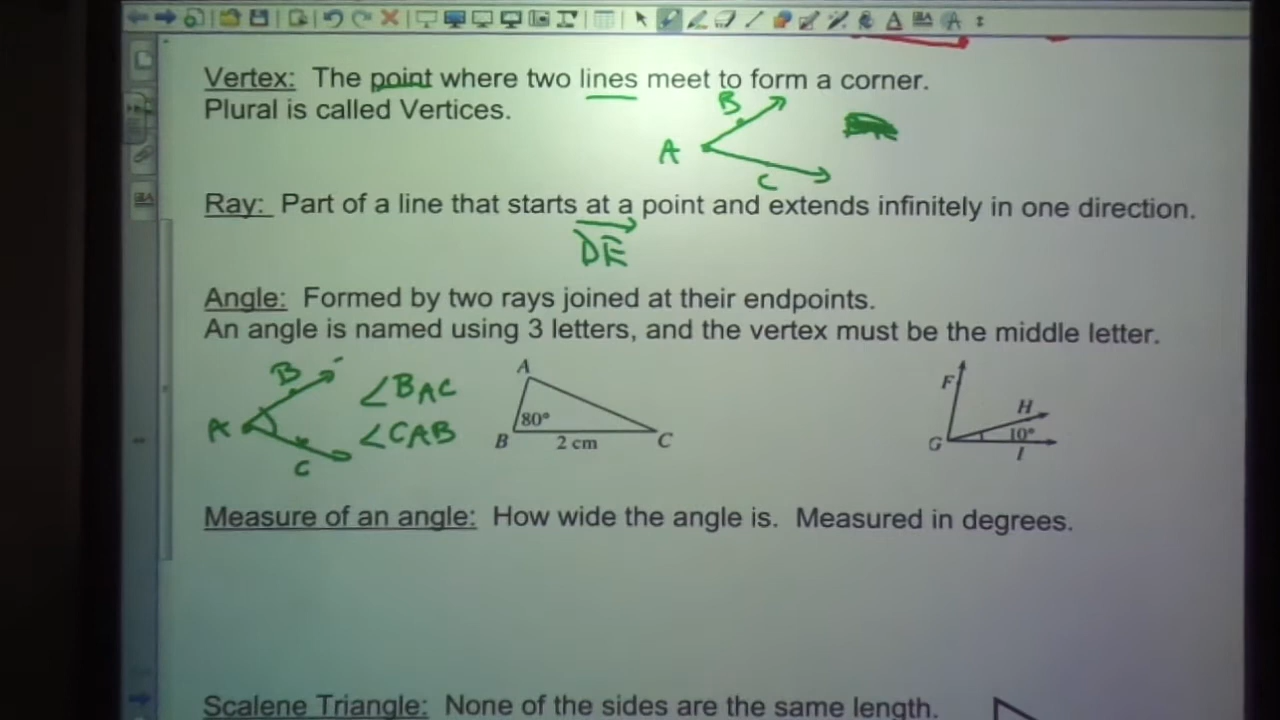 Vertex: The point where two lines meet to form a corner.
Plural is called Vertices.
B
A
C
Ray: Part of a line that starts at a point and extends infinitely in one direction.
DE
Angle: Formed by two rays joined at their endpoints.
An angle is named using 3 letters, and the vertex must be the middle letter.
B
A
C
∠BAC
∠CAB
A
80°
B
2 cm
C
F
H
10°
G
I
Measure of an angle: How wide the angle is. Measured in degrees.
Scalene Triangle: None of the sides are the same length.